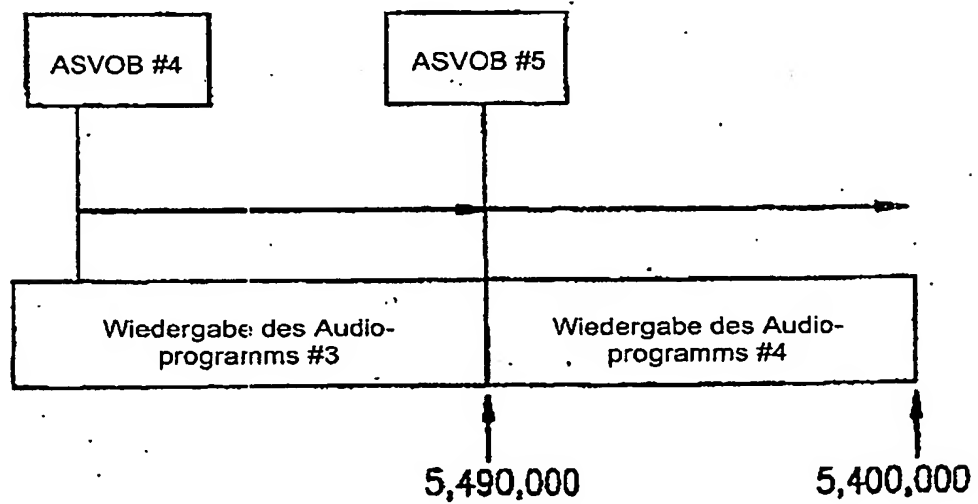 ASVOB #4
ASVOB #5
Wiedergabe des Audio-
programms #3
Wiedergabe des Audio-
programms #4
5,490,000
5,400,000